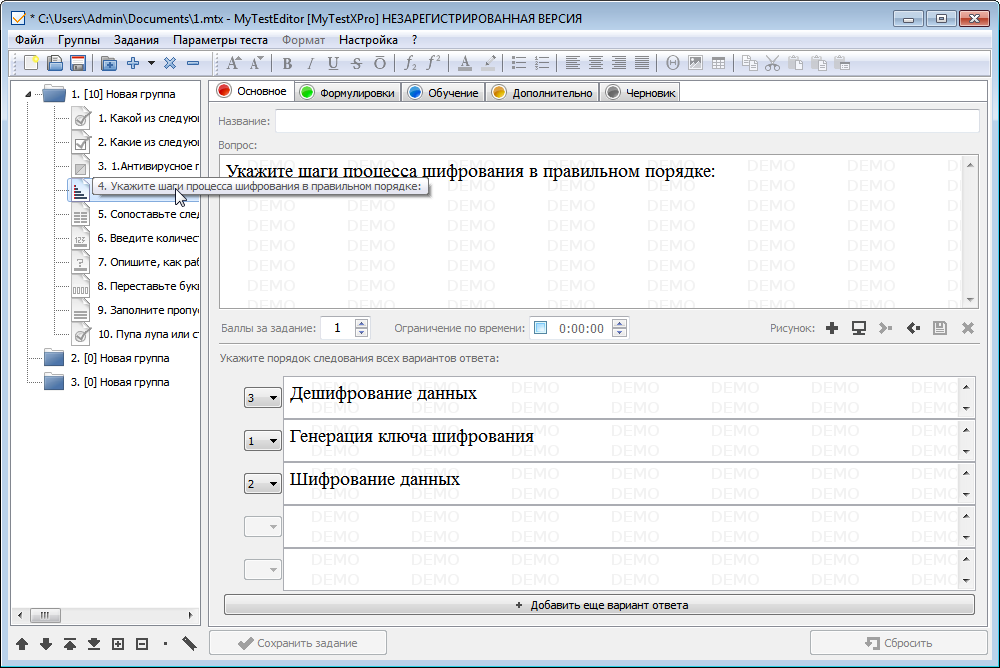 * C:\Users\Admin\Documents\1.mtx - MyTestEditor [MyTestXPro] НЕЗАРЕГИСТРИРОВАННАЯ ВЕРСИЯ
Файл Группы Задания Параметры теста Формат Настройка ?
1. [10] Новая группа
1. Какой из следую
2. Какие из следую
3. 1.Антивирусное п
4. Укажите шаги процесса шифрования в правильном порядке:
5. Сопоставьте сле
6. Введите количес
7. Опишите, как ра
8. Переставьте бук
9. Заполните пропу
10. Пупа лупа или с
2. [0] Новая группа
3. [0] Новая группа
Основное Формулировки Обучение Дополнительно Черновик
Название:
Вопрос:
Укажите шаги процесса шифрования в правильном порядке:
DEMO
Баллы за задание: 1 Ограничение по времени: 0:00:00 Рисунок:
Укажите порядок следования всех вариантов ответа:
3 Дешифрование данных
1 Генерация ключа шифрования
2 Шифрование данных
+ Добавить еще вариант ответа
Сохранить задание Сбросить